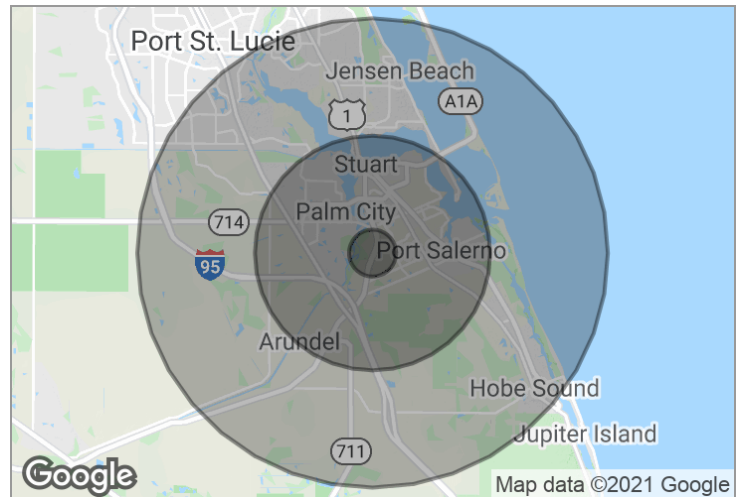 Port St. Lucie
Jensen Beach
A1A
1
Stuart
Palm City
714
Port Salerno
95
Arundel
Hobe Sound
Jupiter Island
711
Google
Map data ©2021 Google